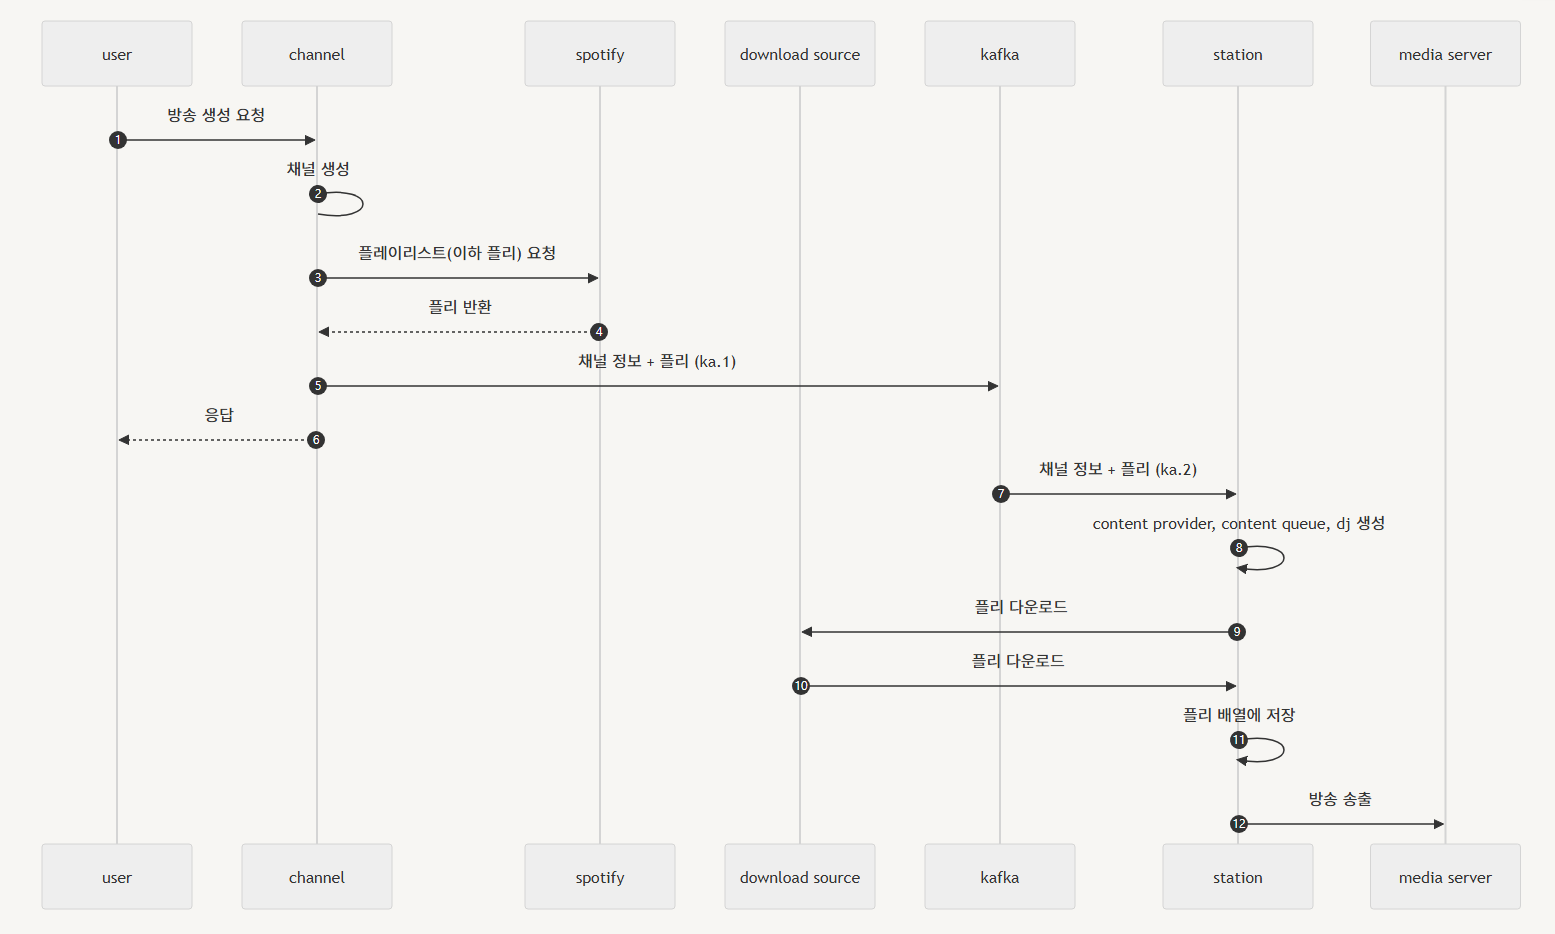 user
channel
spotify
download source
kafka
station
media server
방송 생성 요청
1
채널 생성
2
플레이리스트(이하 플리) 요청
3
플리 반환
4
채널 정보 + 플리 (ka.1)
5
응답
6
채널 정보 + 플리 (ka.2)
7
content provider, content queue, dj 생성
8
플리 다운로드
9
플리 다운로드
10
플리 배열에 저장
11
방송 송출
12
user
channel
spotify
download source
kafka
station
media server